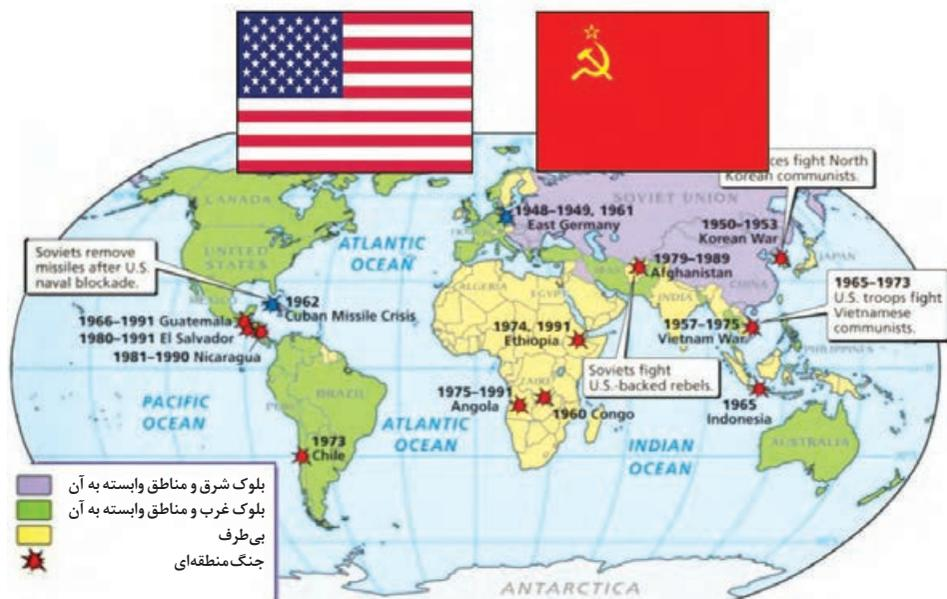 ...ces fight North
Korean communists.
SOVIET UNION
CANADA
1948–1949, 1961
East Germany
1950–1953
Korean War
JAPAN
ATLANTIC
OCEAN
UNITED
STATES
Soviets remove
missiles after U.S.
naval blockade.
FRANCE
IRAN
1979–1989
Afghanistan
CHINA
1965–1973
U.S. troops fight
Vietnamese
communists.
MEXICO
1962
Cuban Missile Crisis
ALGERIA
EGYPT
INDIA
1966–1991 Guatemala
1980–1991 El Salvador
1981–1990 Nicaragua
1974, 1991
Ethiopia
1957–1975
Vietnam War
PHILIPPINES
Soviets fight
U.S.-backed rebels.
ZAIRE
PERU
BRAZIL
1975–1991
Angola
1960 Congo
1965
Indonesia
PACIFIC
OCEAN
ATLANTIC
OCEAN
INDIAN
OCEAN
AUSTRALIA
1973
Chile
بلوک شرق و مناطق وابسته به آن
بلوک غرب و مناطق وابسته به آن
بی‌طرف
جنگ منطقه‌ای
ANTARCTICA